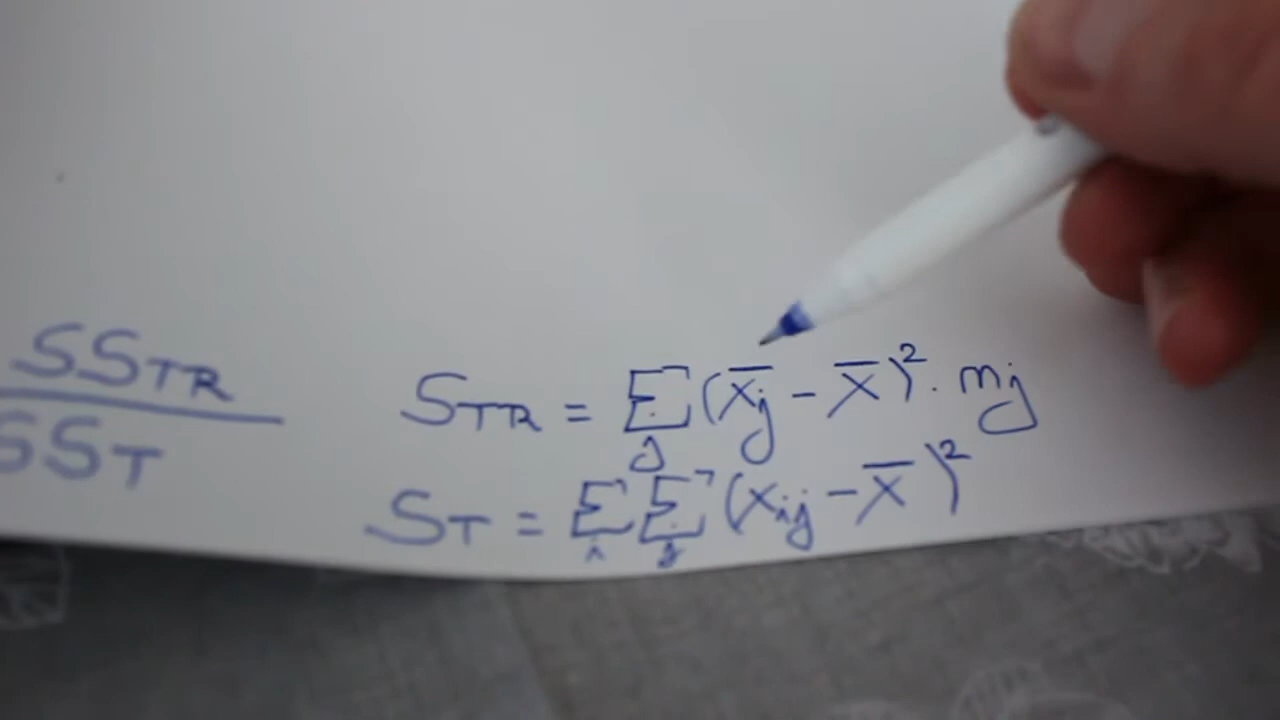 SSTR
SST
STR = Σj (x̄j - x̄)² · nj
ST = Σi Σj (xij - x̄)²